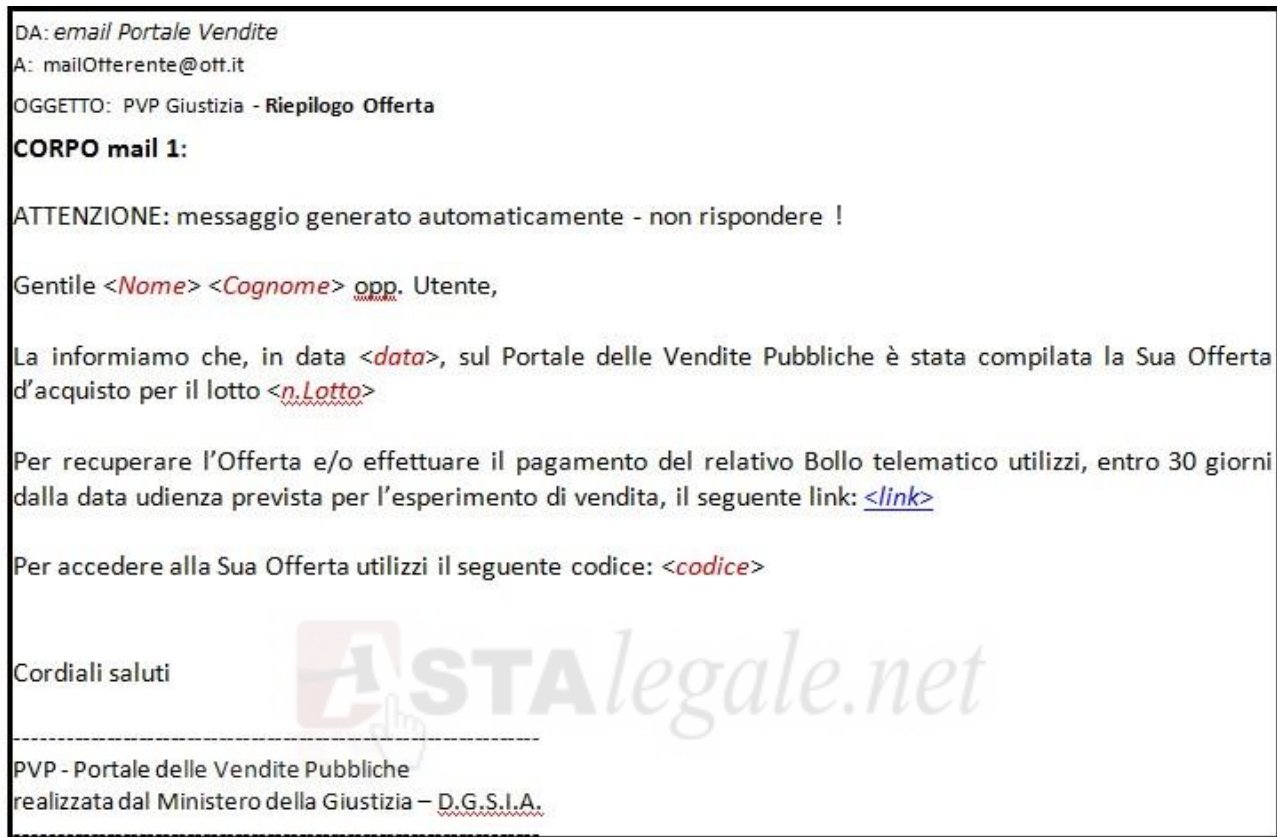 DA: email Portale Vendite
A: mailOfferente@off.it
OGGETTO: PVP Giustizia - Riepilogo Offerta
CORPO mail 1:
ATTENZIONE: messaggio generato automaticamente - non rispondere !
Gentile <Nome> <Cognome> opp. Utente,
La informiamo che, in data <data>, sul Portale delle Vendite Pubbliche è stata compilata la Sua Offerta
d'acquisto per il lotto <n.Lotto>
Per recuperare l'Offerta e/o effettuare il pagamento del relativo Bollo telematico utilizzi, entro 30 giorni
dalla data udienza prevista per l'esperimento di vendita, il seguente link: <link>
Per accedere alla Sua Offerta utilizzi il seguente codice: <codice>
Cordiali saluti
ASTAlegale.net
------------------------------------------------------------
PVP - Portale delle Vendite Pubbliche
realizzata dal Ministero della Giustizia – D.G.S.I.A.
------------------------------------------------------------